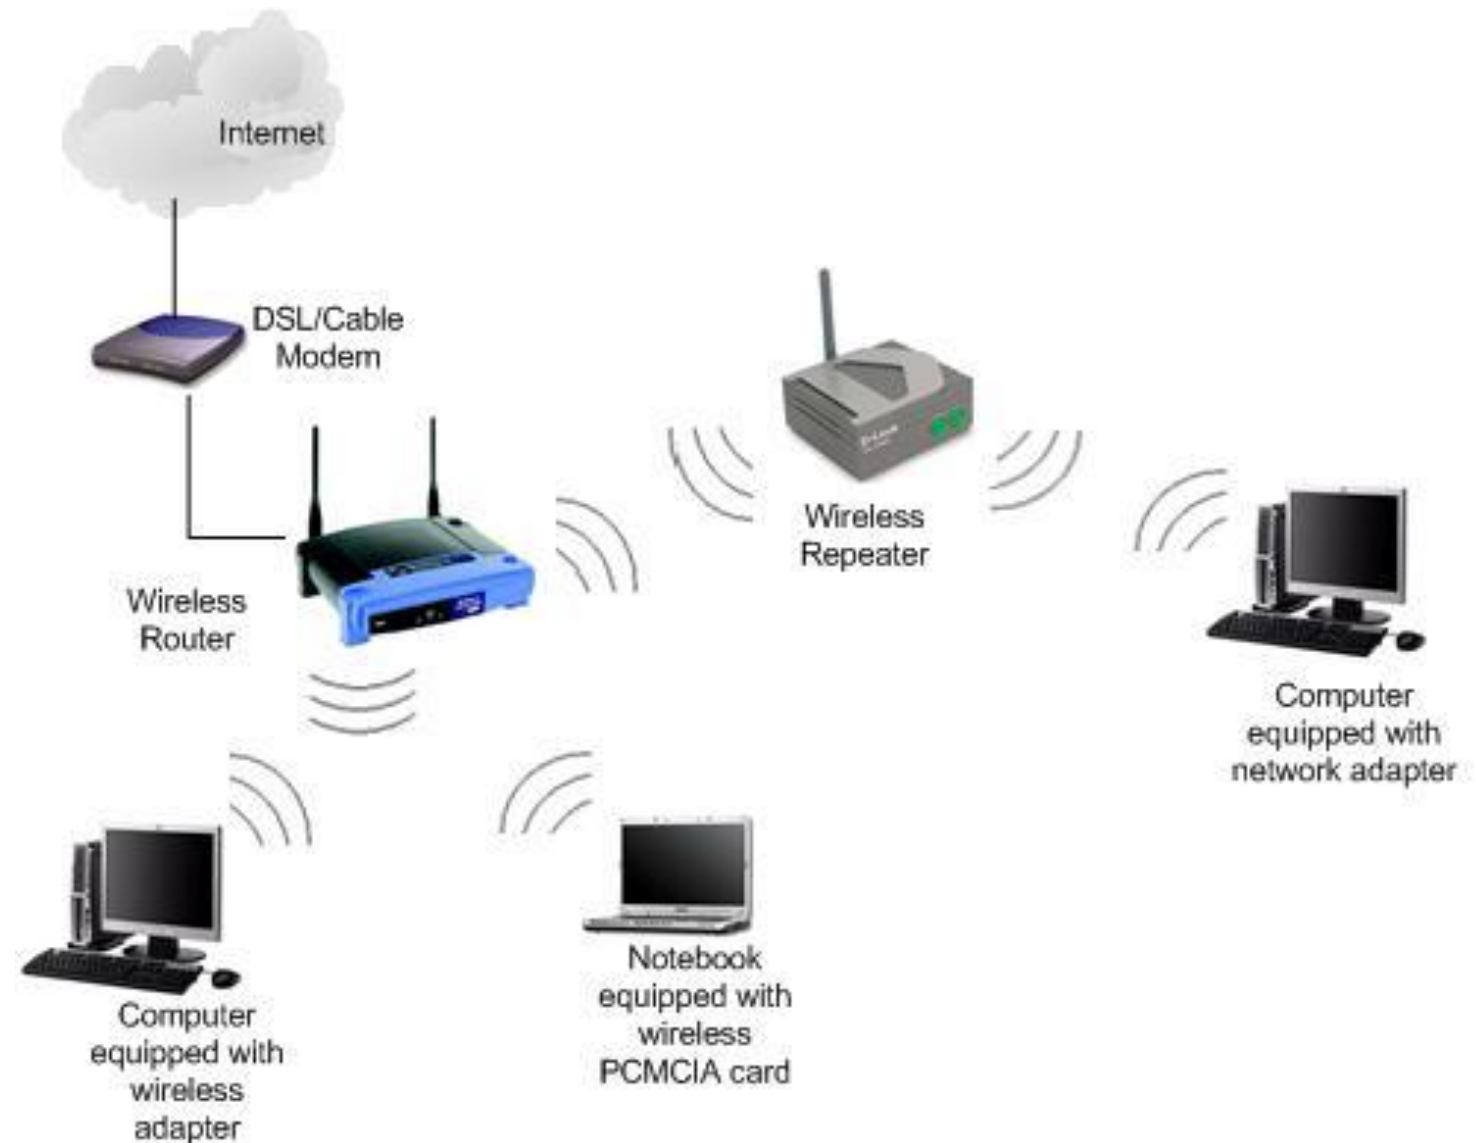 Internet
DSL/Cable
Modem
Wireless
Repeater
Wireless
Router
Computer
equipped with
network adapter
Notebook
equipped with
wireless
PCMCIA card
Computer
equipped with
wireless
adapter
D-Link